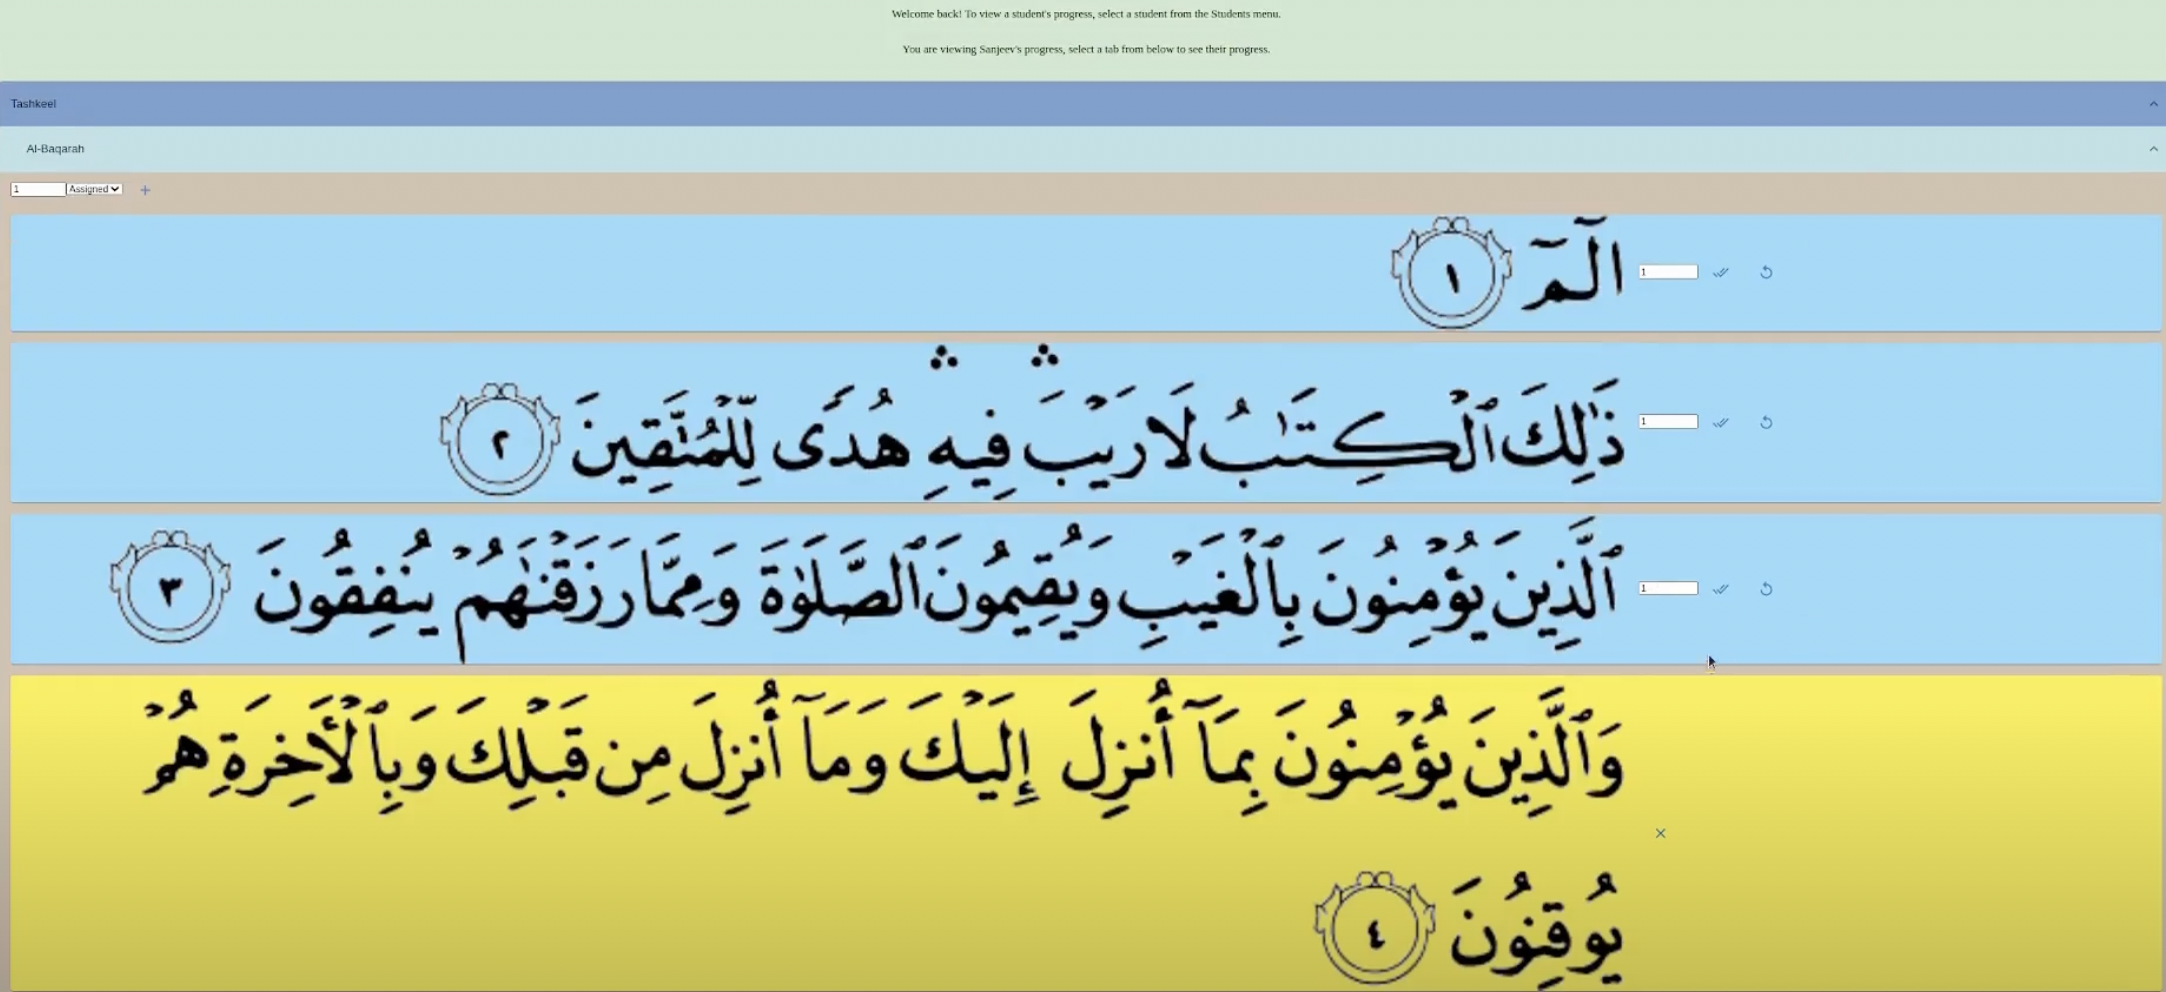 Welcome back! To view a student's progress, select a student from the Students menu.
You are viewing Sanjeev's progress, select a tab from below to see their progress.
Tashkeel
Al-Baqarah
1 Assigned +
الٓمٓ ١ 1
ذَٰلِكَ ٱلْكِتَٰبُ لَا رَيْبَ ۛ فِيهِ ۛ هُدًى لِّلْمُتَّقِينَ ٢ 1
ٱلَّذِينَ يُؤْمِنُونَ بِٱلْغَيْبِ وَيُقِيمُونَ ٱلصَّلَوٰةَ وَمِمَّا رَزَقْنَٰهُمْ يُنفِقُونَ ٣ 1
وَٱلَّذِينَ يُؤْمِنُونَ بِمَآ أُنزِلَ إِلَيْكَ وَمَآ أُنزِلَ مِن قَبْلِكَ وَبِٱلْأَخِرَةِ هُمْ
يُوقِنُونَ ٤